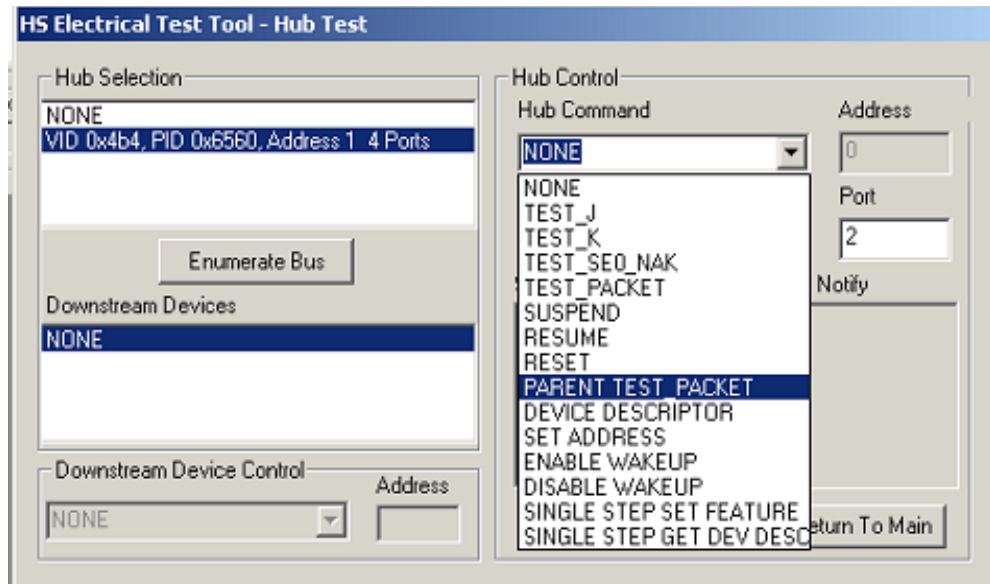 HS Electrical Test Tool - Hub Test
Hub Selection
NONE
VID 0x4b4, PID 0x6560, Address 1 4 Ports
Enumerate Bus
Downstream Devices
NONE
Downstream Device Control
Address
NONE
Hub Control
Hub Command
Address
NONE
0
Port
2
NONE
TEST_J
TEST_K
TEST_SE0_NAK
TEST_PACKET
SUSPEND
RESUME
RESET
PARENT TEST_PACKET
DEVICE DESCRIPTOR
SET ADDRESS
ENABLE WAKEUP
DISABLE WAKEUP
SINGLE STEP SET FEATURE
SINGLE STEP GET DEV DESC
Notify
eturn To Main